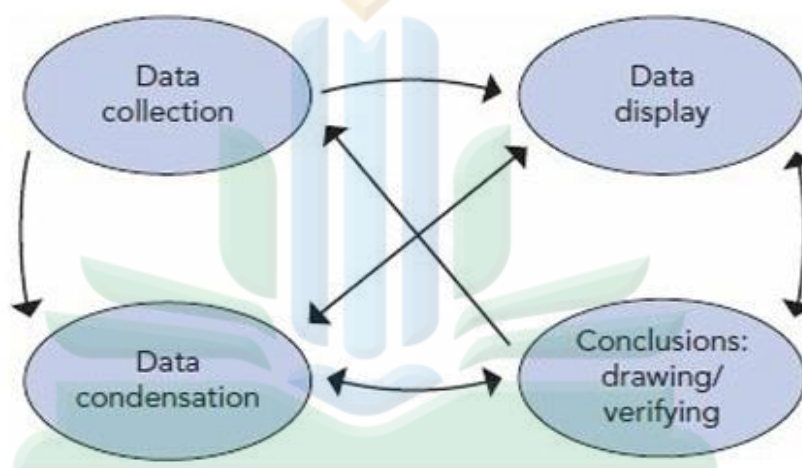 Data
collection
Data
display
Data
condensation
Conclusions:
drawing/
verifying